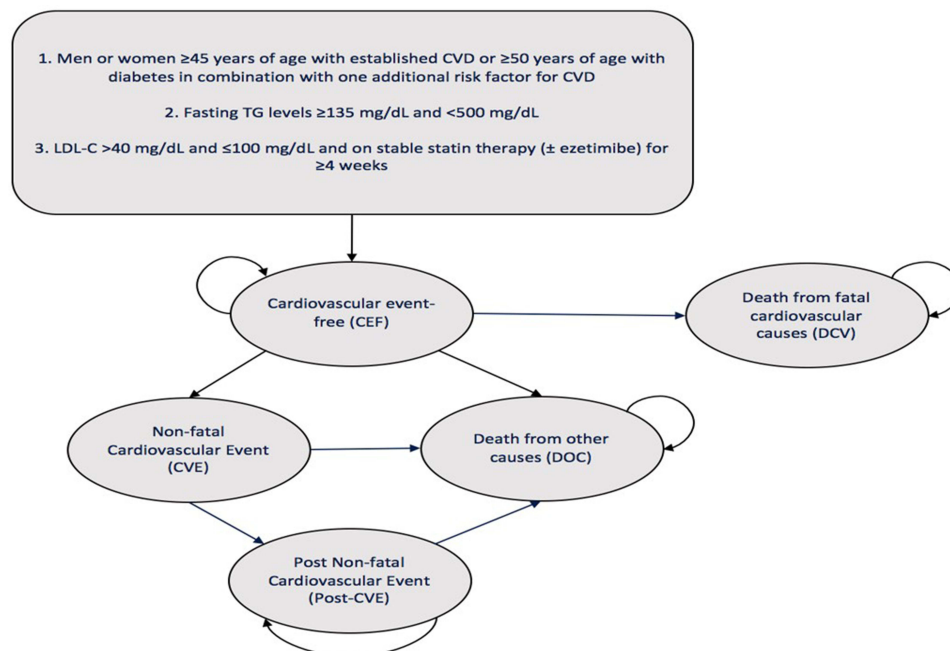 1. Men or women ≥45 years of age with established CVD or ≥50 years of age with
diabetes in combination with one additional risk factor for CVD
2. Fasting TG levels ≥135 mg/dL and <500 mg/dL
3. LDL-C >40 mg/dL and ≤100 mg/dL and on stable statin therapy (± ezetimibe) for
≥4 weeks
Cardiovascular event-
free (CEF)
Death from fatal
cardiovascular
causes (DCV)
Non-fatal
Cardiovascular Event
(CVE)
Death from other
causes (DOC)
Post Non-fatal
Cardiovascular Event
(Post-CVE)